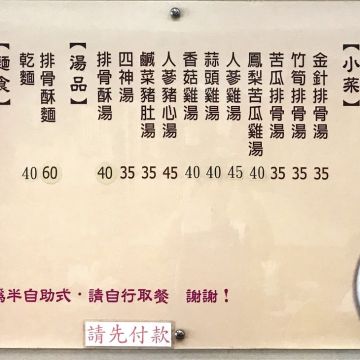 【小菜】
金針排骨湯 35
竹筍排骨湯 35
苦瓜排骨湯 35
鳳梨苦瓜雞湯 40
人蔘雞湯 45
蒜頭雞湯 40
香菇雞湯 40
人蔘豬心湯 45
鹹菜豬肚湯 35
四神湯 35
排骨酥湯 40
【湯品】
排骨酥麵 60
乾麵 40
【麵食】
為半自助式·請自行取餐 謝謝！
請先付款